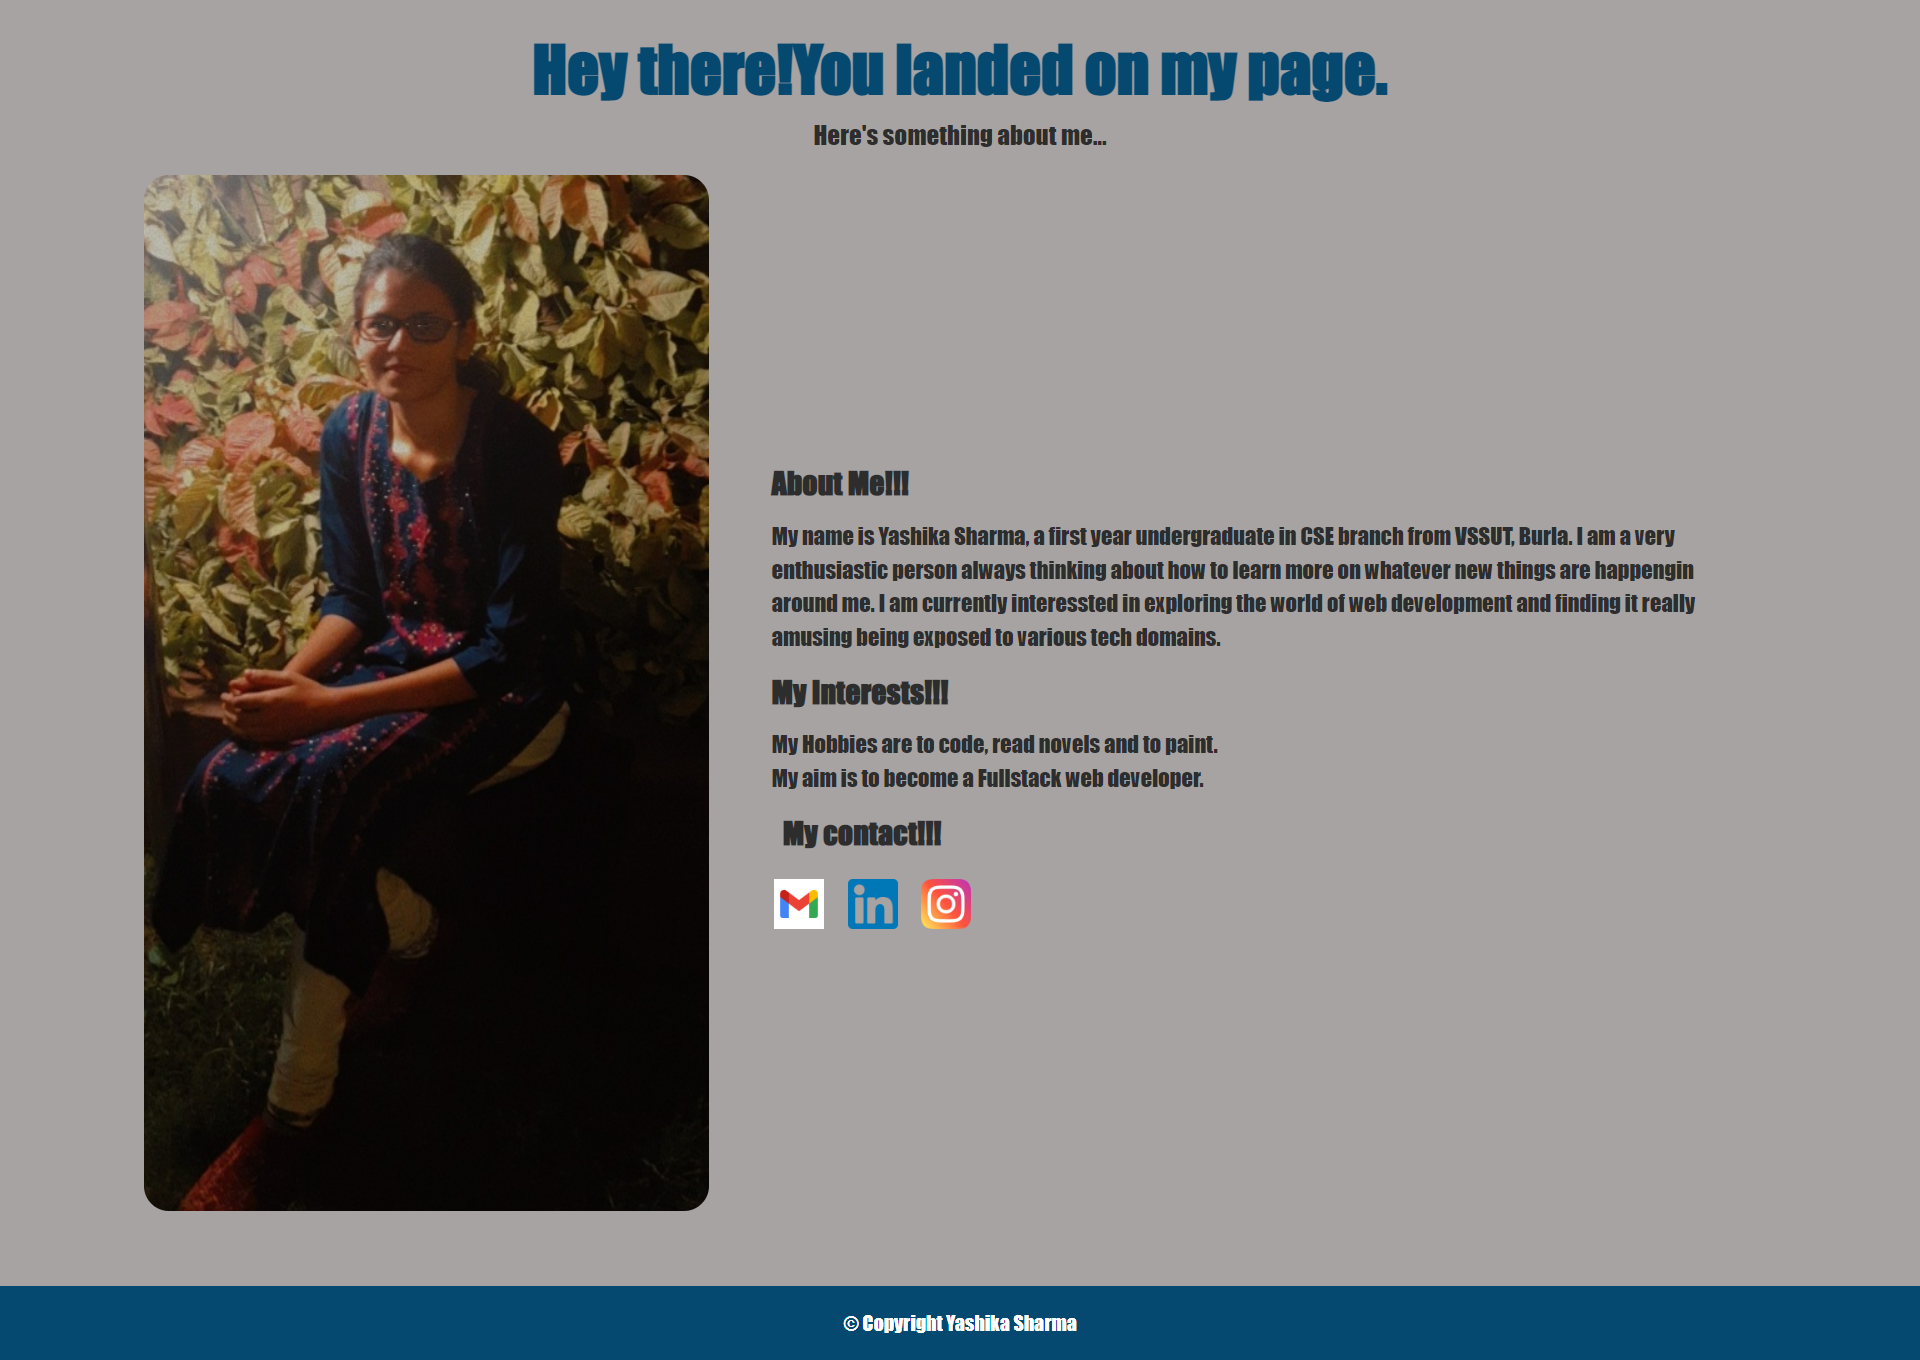 Hey there!You landed on my page.
Here's something about me...
About Me!!!
My name is Yashika Sharma, a first year undergraduate in CSE branch from VSSUT, Burla. I am a very
enthusiastic person always thinking about how to learn more on whatever new things are happengin
around me. I am currently interessted in exploring the world of web development and finding it really
amusing being exposed to various tech domains.
My Interests!!!
My Hobbies are to code, read novels and to paint.
My aim is to become a Fullstack web developer.
My contact!!!
in
© Copyright Yashika Sharma